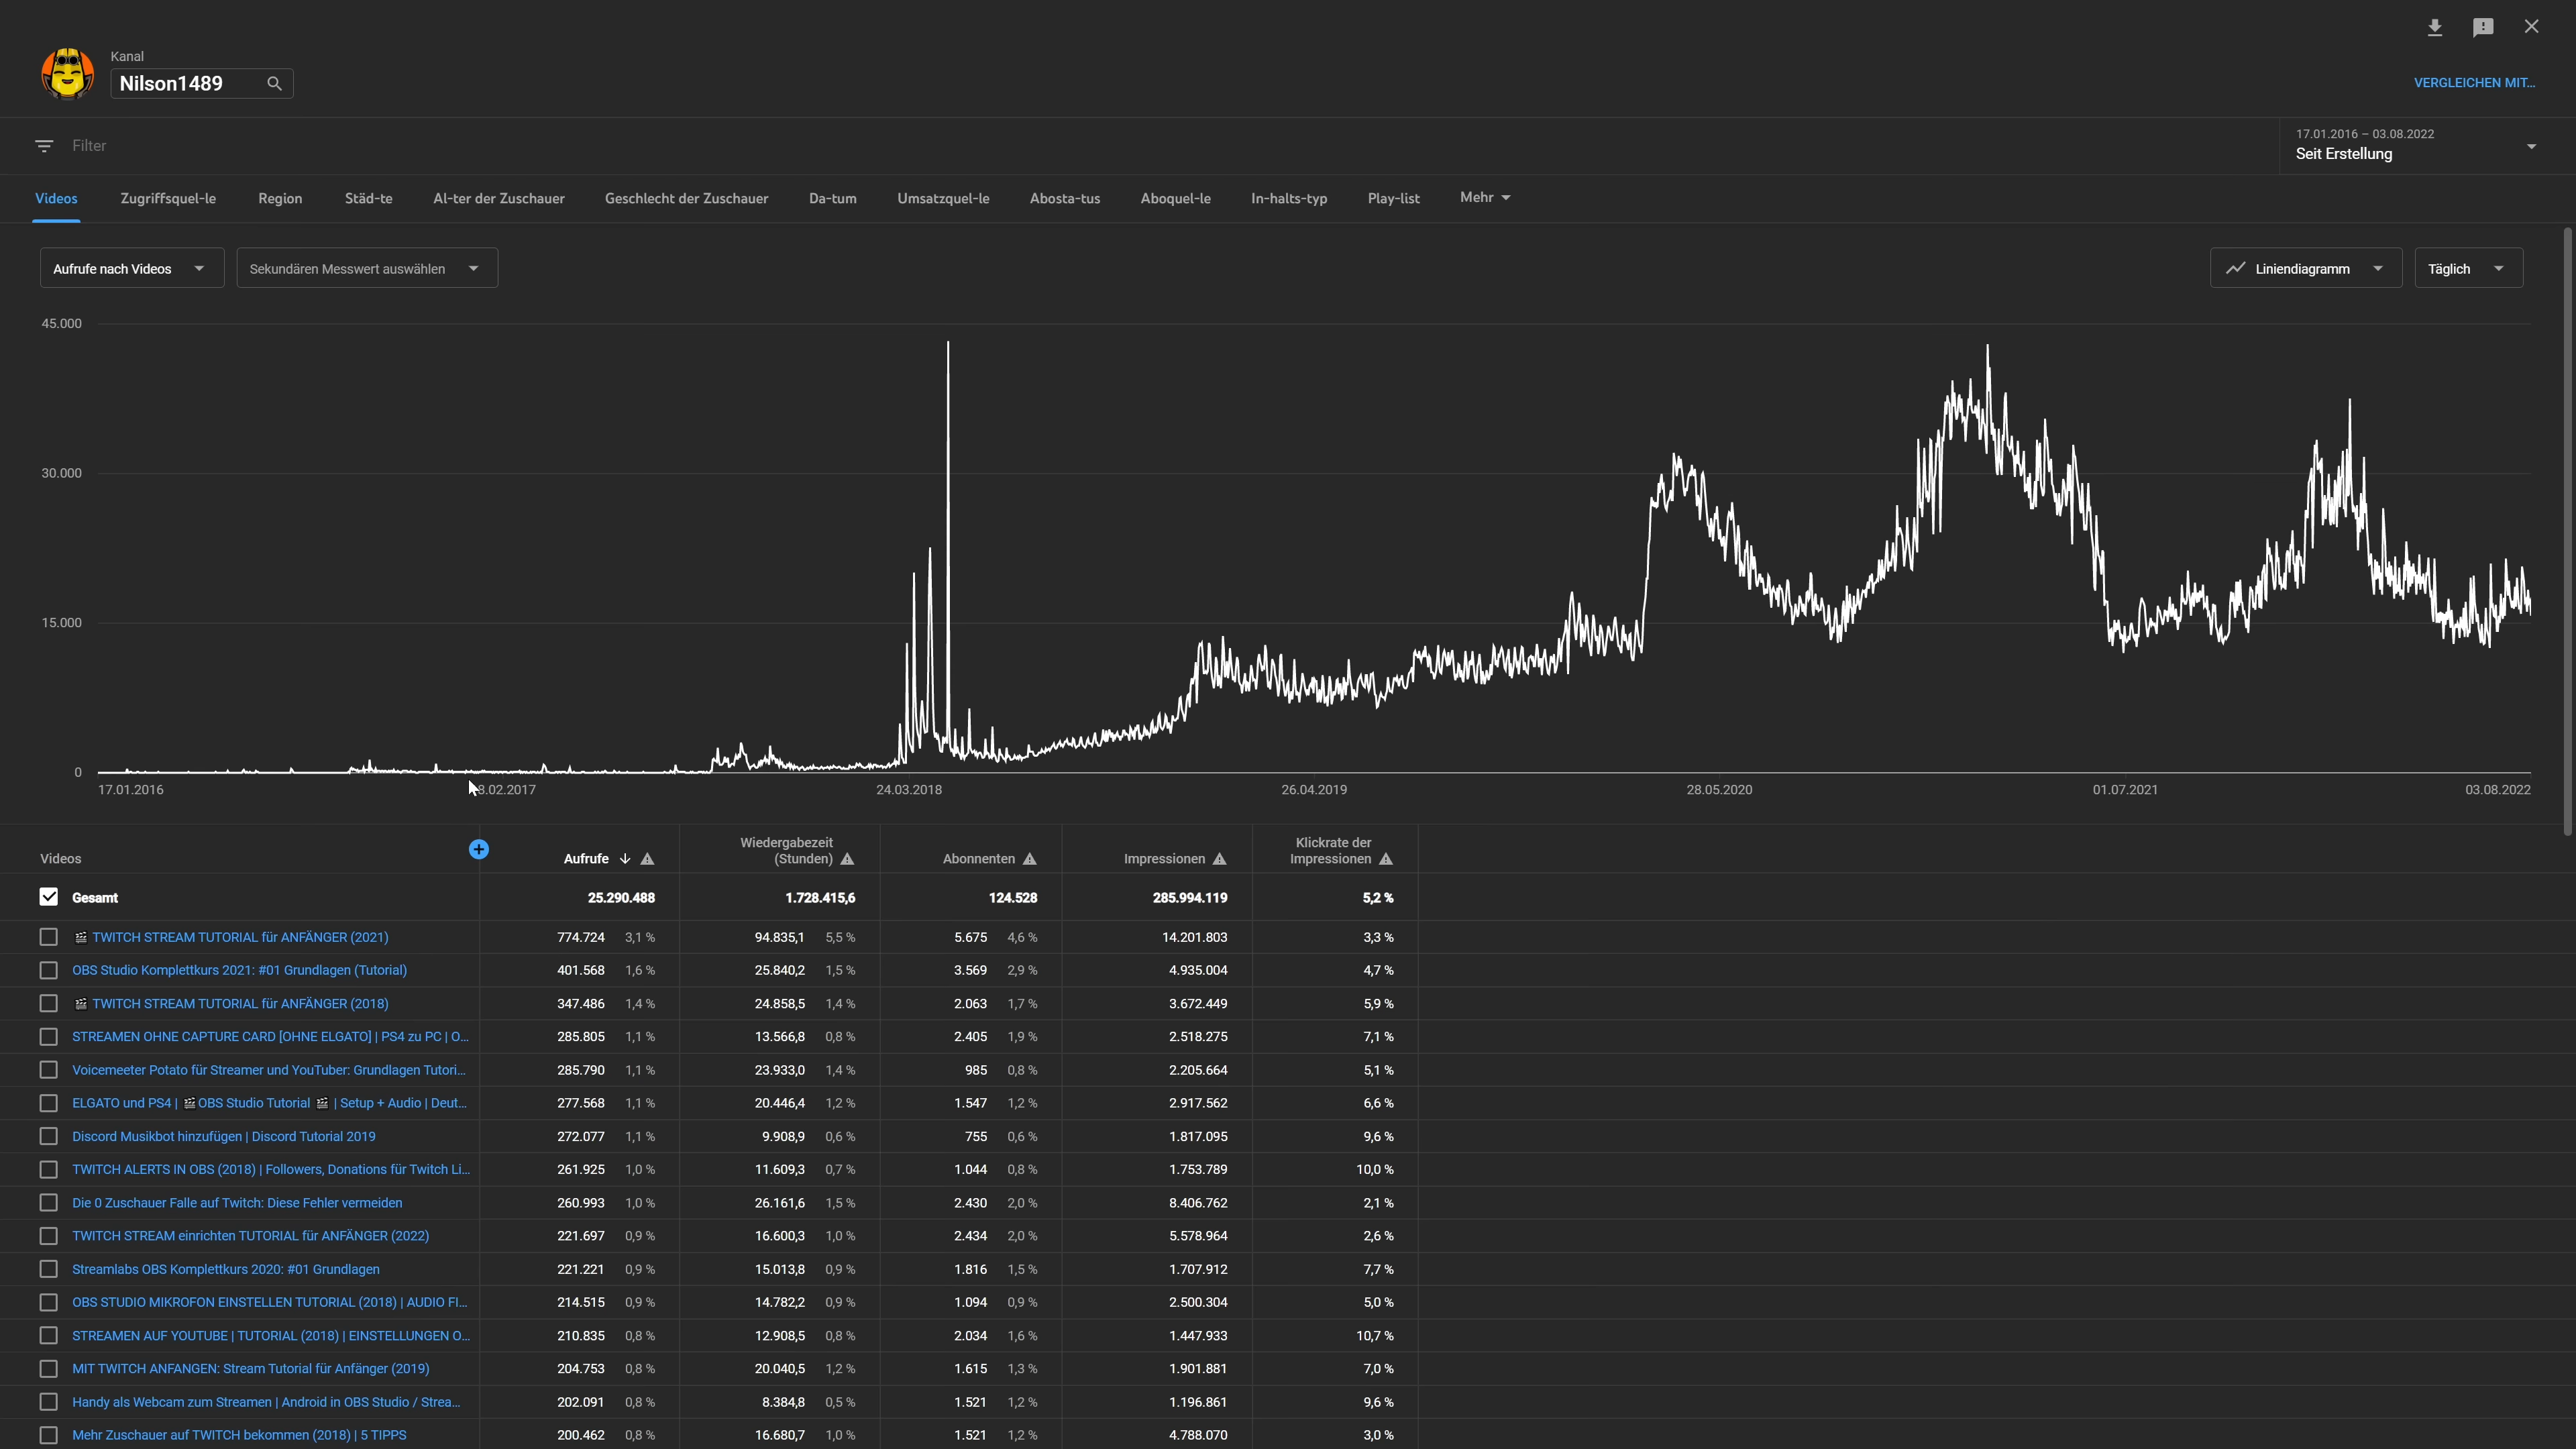 Kanal
Nilson1489
VERGLEICHEN MIT...
Filter
17.01.2016 – 03.08.2022
Seit Erstellung
Videos Zugriffsquel-le Region Städ-te Al-ter der Zuschauer Geschlecht der Zuschauer Da-tum Umsatzquel-le Abosta-tus Aboquel-le In-halts-typ Play-list Mehr
Aufrufe nach Videos Sekundären Messwert auswählen Liniendiagramm Täglich
45.000
30.000
15.000
0
17.01.2016 8.02.2017 24.03.2018 26.04.2019 28.05.2020 01.07.2021 03.08.2022
Videos Aufrufe Wiedergabezeit (Stunden) Abonnenten Impressionen Klickrate der Impressionen
Gesamt 25.290.488 1.728.415,6 124.528 285.994.119 5,2 %
🎬 TWITCH STREAM TUTORIAL für ANFÄNGER (2021) 774.724 3,1 % 94.835,1 5,5 % 5.675 4,6 % 14.201.803 3,3 %
OBS Studio Komplettkurs 2021: #01 Grundlagen (Tutorial) 401.568 1,6 % 25.840,2 1,5 % 3.569 2,9 % 4.935.004 4,7 %
🎬 TWITCH STREAM TUTORIAL für ANFÄNGER (2018) 347.486 1,4 % 24.858,5 1,4 % 2.063 1,7 % 3.672.449 5,9 %
STREAMEN OHNE CAPTURE CARD [OHNE ELGATO] | PS4 zu PC | O... 285.805 1,1 % 13.566,8 0,8 % 2.405 1,9 % 2.518.275 7,1 %
Voicemeeter Potato für Streamer und YouTuber: Grundlagen Tutori... 285.790 1,1 % 23.933,0 1,4 % 985 0,8 % 2.205.664 5,1 %
ELGATO und PS4 | 🎬OBS Studio Tutorial 🎬 | Setup + Audio | Deut... 277.568 1,1 % 20.446,4 1,2 % 1.547 1,2 % 2.917.562 6,6 %
Discord Musikbot hinzufügen | Discord Tutorial 2019 272.077 1,1 % 9.908,9 0,6 % 755 0,6 % 1.817.095 9,6 %
TWITCH ALERTS IN OBS (2018) | Followers, Donations für Twitch Li... 261.925 1,0 % 11.609,3 0,7 % 1.044 0,8 % 1.753.789 10,0 %
Die 0 Zuschauer Falle auf Twitch: Diese Fehler vermeiden 260.993 1,0 % 26.161,6 1,5 % 2.430 2,0 % 8.406.762 2,1 %
TWITCH STREAM einrichten TUTORIAL für ANFÄNGER (2022) 221.697 0,9 % 16.600,3 1,0 % 2.434 2,0 % 5.578.964 2,6 %
Streamlabs OBS Komplettkurs 2020: #01 Grundlagen 221.221 0,9 % 15.013,8 0,9 % 1.816 1,5 % 1.707.912 7,7 %
OBS STUDIO MIKROFON EINSTELLEN TUTORIAL (2018) | AUDIO FI... 214.515 0,9 % 14.782,2 0,9 % 1.094 0,9 % 2.500.304 5,0 %
STREAMEN AUF YOUTUBE | TUTORIAL (2018) | EINSTELLUNGEN O... 210.835 0,8 % 12.908,5 0,8 % 2.034 1,6 % 1.447.933 10,7 %
MIT TWITCH ANFANGEN: Stream Tutorial für Anfänger (2019) 204.753 0,8 % 20.040,5 1,2 % 1.615 1,3 % 1.901.881 7,0 %
Handy als Webcam zum Streamen | Android in OBS Studio / Strea... 202.091 0,8 % 8.384,8 0,5 % 1.521 1,2 % 1.196.861 9,6 %
Mehr Zuschauer auf TWITCH bekommen (2018) | 5 TIPPS 200.462 0,8 % 16.680,7 1,0 % 1.521 1,2 % 4.788.070 3,0 %